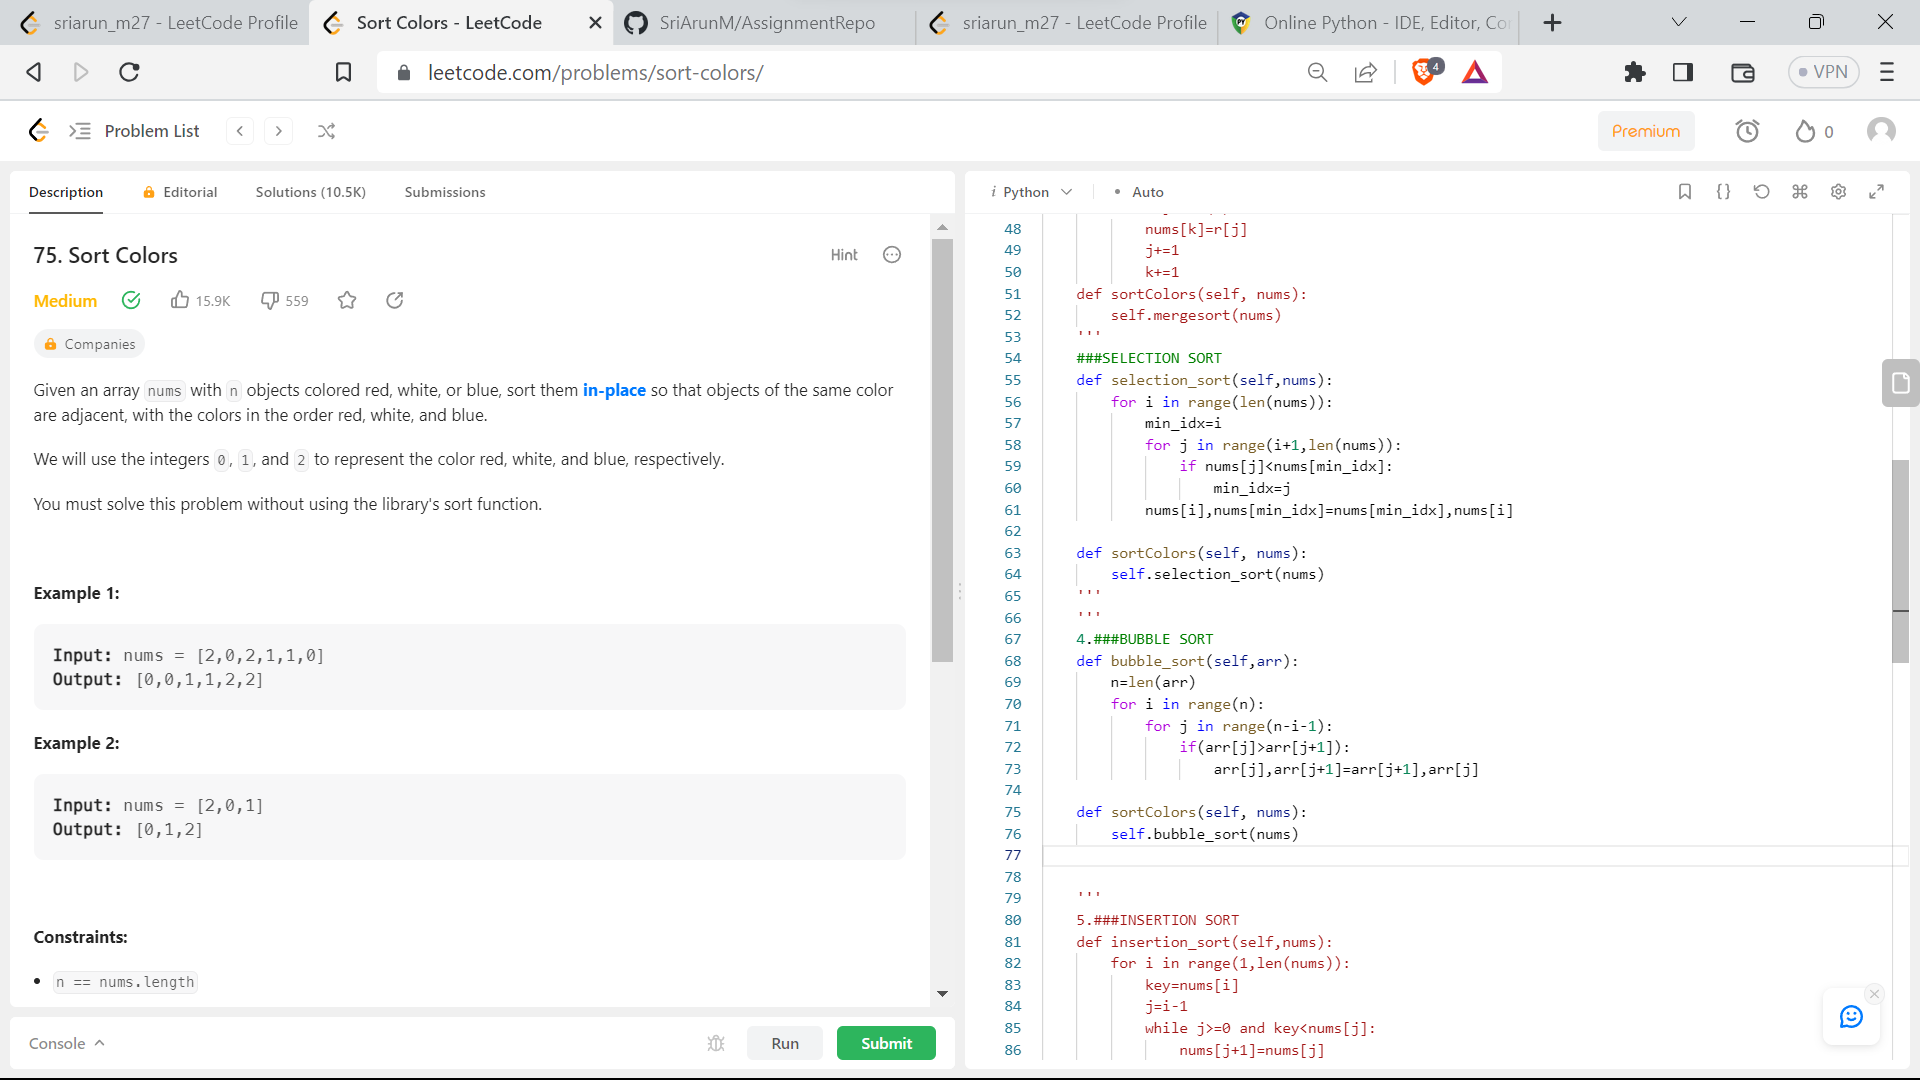 sriarun_m27 - LeetCode Profile
Sort Colors - LeetCode
SriArunM/AssignmentRepo
sriarun_m27 - LeetCode Profile
Online Python - IDE, Editor, Co
leetcode.com/problems/sort-colors/
4
VPN
Problem List
Premium
0
Description
Editorial
Solutions (10.5K)
Submissions
75. Sort Colors
Hint
Medium
15.9K
559
Companies
Given an array nums with n objects colored red, white, or blue, sort them in-place so that objects of the same color
are adjacent, with the colors in the order red, white, and blue.
We will use the integers 0, 1, and 2 to represent the color red, white, and blue, respectively.
You must solve this problem without using the library's sort function.
Example 1:
Input: nums = [2,0,2,1,1,0]
Output: [0,0,1,1,2,2]
Example 2:
Input: nums = [2,0,1]
Output: [0,1,2]
Constraints:
n == nums.length
Console
Run
Submit
i Python
Auto
48 nums[k]=r[j]
49 j+=1
50 k+=1
51 def sortColors(self, nums):
52 self.mergesort(nums)
53 '''
54 ###SELECTION SORT
55 def selection_sort(self,nums):
56 for i in range(len(nums)):
57 min_idx=i
58 for j in range(i+1,len(nums)):
59 if nums[j]<nums[min_idx]:
60 min_idx=j
61 nums[i],nums[min_idx]=nums[min_idx],nums[i]
62
63 def sortColors(self, nums):
64 self.selection_sort(nums)
65 '''
66 '''
67 4.###BUBBLE SORT
68 def bubble_sort(self,arr):
69 n=len(arr)
70 for i in range(n):
71 for j in range(n-i-1):
72 if(arr[j]>arr[j+1]):
73 arr[j],arr[j+1]=arr[j+1],arr[j]
74
75 def sortColors(self, nums):
76 self.bubble_sort(nums)
77
78
79 '''
80 5.###INSERTION SORT
81 def insertion_sort(self,nums):
82 for i in range(1,len(nums)):
83 key=nums[i]
84 j=i-1
85 while j>=0 and key<nums[j]:
86 nums[j+1]=nums[j]